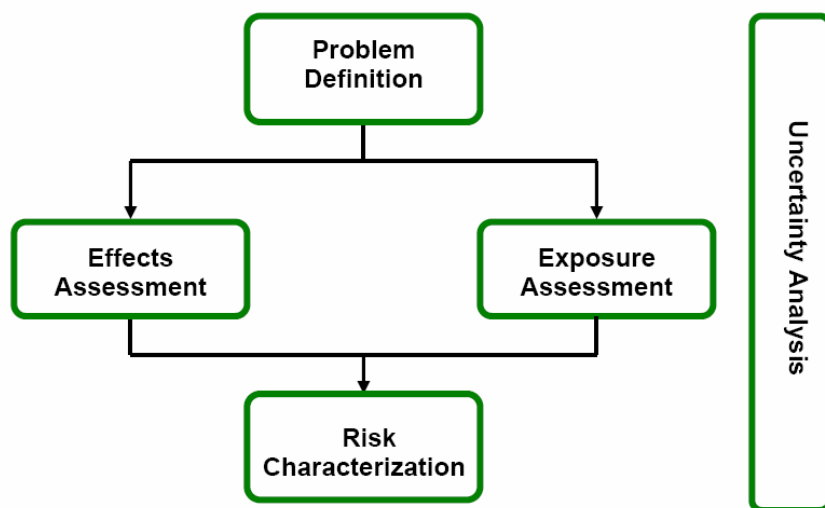 Problem
Definition
Effects
Assessment
Exposure
Assessment
Risk
Characterization
Uncertainty Analysis